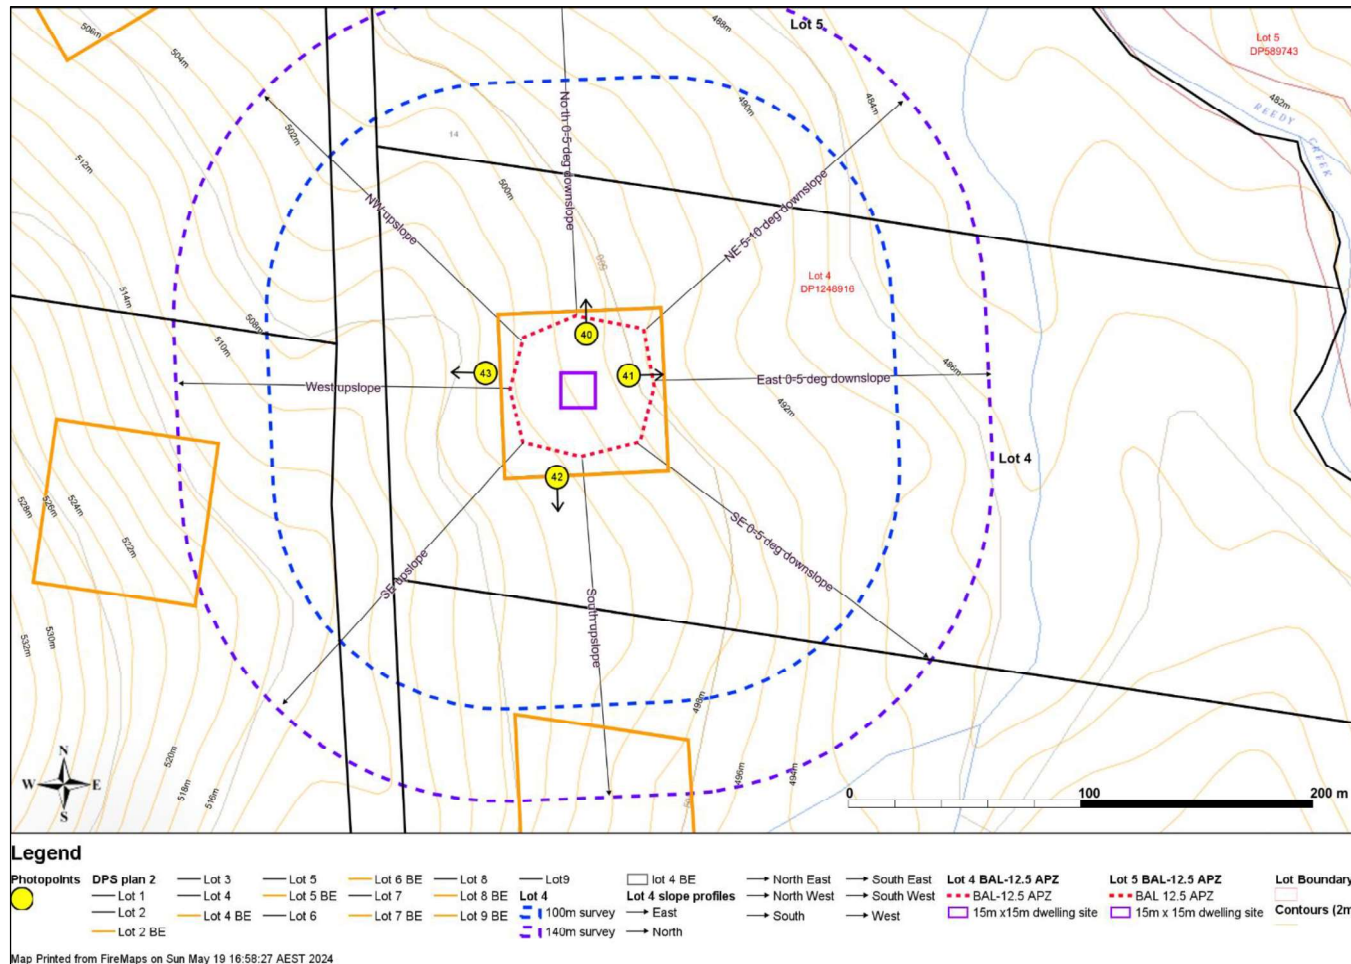 506m
504m
488m
Lot 5
Lot 5
DP589743
482m
REEDY
CREEK
484m
490m
502m
14
512m
500m
North 0-5 deg downslope
NE 5-10 deg downslope
NW upslope
Lot 4
DP1248916
514m
508m
510m
40
43
41
West upslope
East 0-5 deg downslope
486m
492m
Lot 4
42
528m
526m
524m
522m
SE 0-5 deg downslope
SE upslope
South upslope
532m
530m
498m
520m
518m
516m
496m
494m
N
W
E
S
0
100
200 m
Legend
Photopoints
DPS plan 2
Lot 1
Lot 2
Lot 2 BE
Lot 3
Lot 4
Lot 4 BE
Lot 5
Lot 5 BE
Lot 6
Lot 6 BE
Lot 7
Lot 7 BE
Lot 8
Lot 8 BE
Lot 9 BE
Lot9
Lot 4
100m survey
140m survey
lot 4 BE
Lot 4 slope profiles
East
North
North East
North West
South
South East
South West
West
Lot 4 BAL-12.5 APZ
BAL-12.5 APZ
15m x15m dwelling site
Lot 5 BAL-12.5 APZ
BAL 12.5 APZ
15m x 15m dwelling site
Lot Boundary
Contours (2m
Map Printed from FireMaps on Sun May 19 16:58:27 AEST 2024